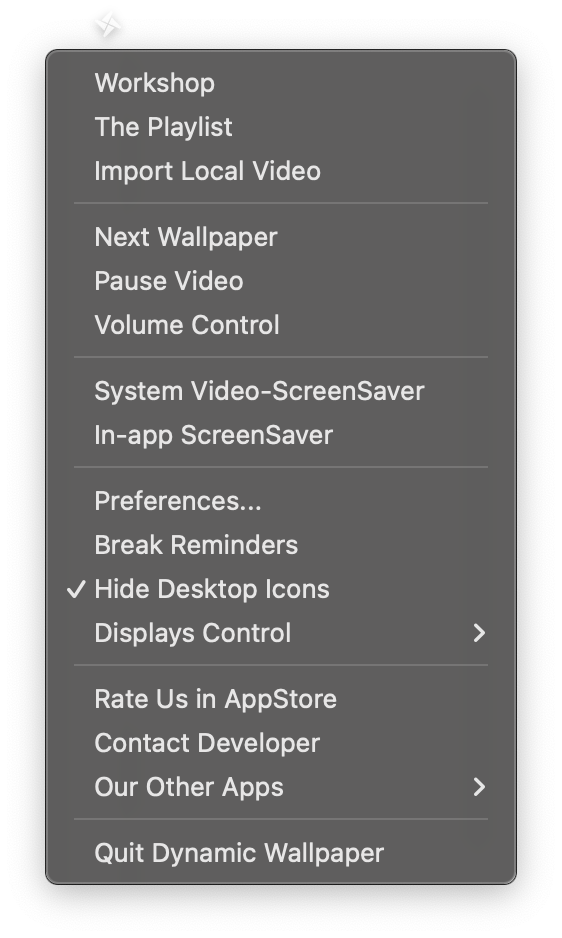 Workshop
The Playlist
Import Local Video
Next Wallpaper
Pause Video
Volume Control
System Video-ScreenSaver
In-app ScreenSaver
Preferences...
Break Reminders
Hide Desktop Icons
Displays Control
Rate Us in AppStore
Contact Developer
Our Other Apps
Quit Dynamic Wallpaper